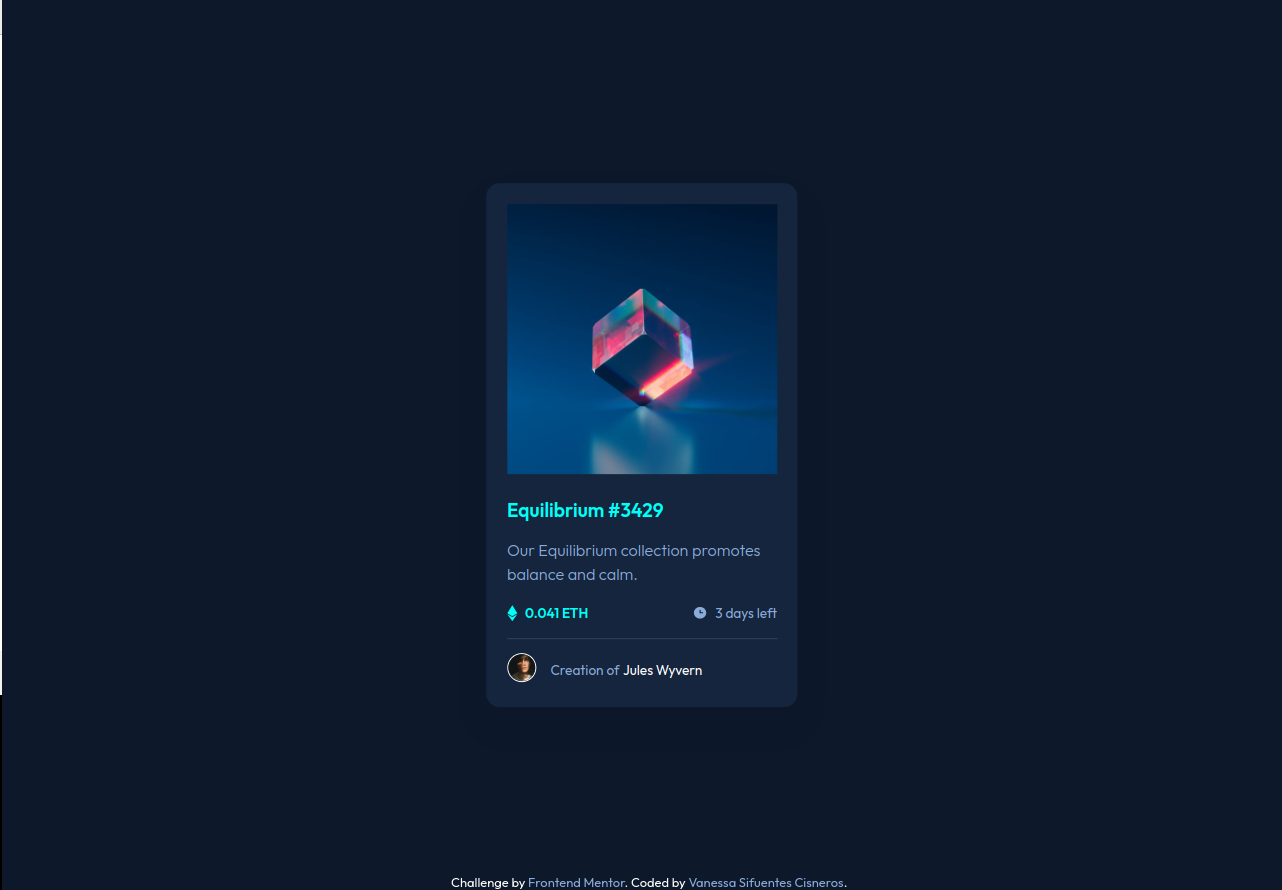 Equilibrium #3429
Our Equilibrium collection promotes
balance and calm.
0.041 ETH
3 days left
Creation of Jules Wyvern
Challenge by Frontend Mentor. Coded by Vanessa Sifuentes Cisneros.